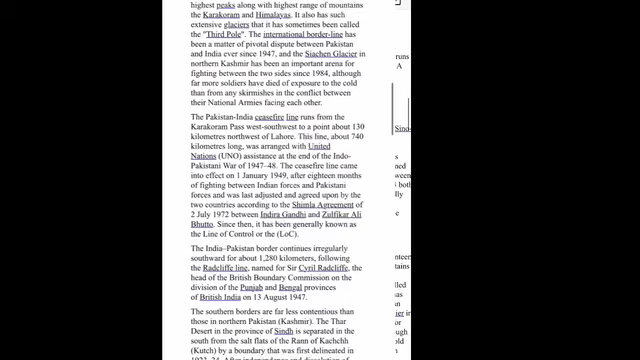 highest peaks along with highest range of mountains
the Karakoram and Himalayas. It also has such
extensive glaciers that it has sometimes been called
the "Third Pole". The international border-line has
been a matter of pivotal dispute between Pakistan
and India ever since 1947, and the Siachen Glacier in
northern Kashmir has been an important arena for
fighting between the two sides since 1984, although
far more soldiers have died of exposure to the cold
than from any skirmishes in the conflict between
their National Armies facing each other.
The Pakistan-India ceasefire line runs from the
Karakoram Pass west-southwest to a point about 130
kilometres northwest of Lahore. This line, about 740
kilometres long, was arranged with United
Nations (UNO) assistance at the end of the Indo-
Pakistani War of 1947–48. The ceasefire line came
into effect on 1 January 1949, after eighteen months
of fighting between Indian forces and Pakistani
forces and was last adjusted and agreed upon by the
two countries according to the Shimla Agreement of
2 July 1972 between Indira Gandhi and Zulfikar Ali
Bhutto. Since then, it has been generally known as
the Line of Control or the (LoC).
The India–Pakistan border continues irregularly
southward for about 1,280 kilometers, following
the Radcliffe line, named for Sir Cyril Radcliffe, the
head of the British Boundary Commission on the
division of the Punjab and Bengal provinces
of British India on 13 August 1947.
The southern borders are far less contentious than
those in northern Pakistan (Kashmir). The Thar
Desert in the province of Sindh is separated in the
south from the salt flats of the Rann of Kachchh
(Kutch) by a boundary that was first delineated in
1923–24. After independence and dissolution of
runs
A
Sind-